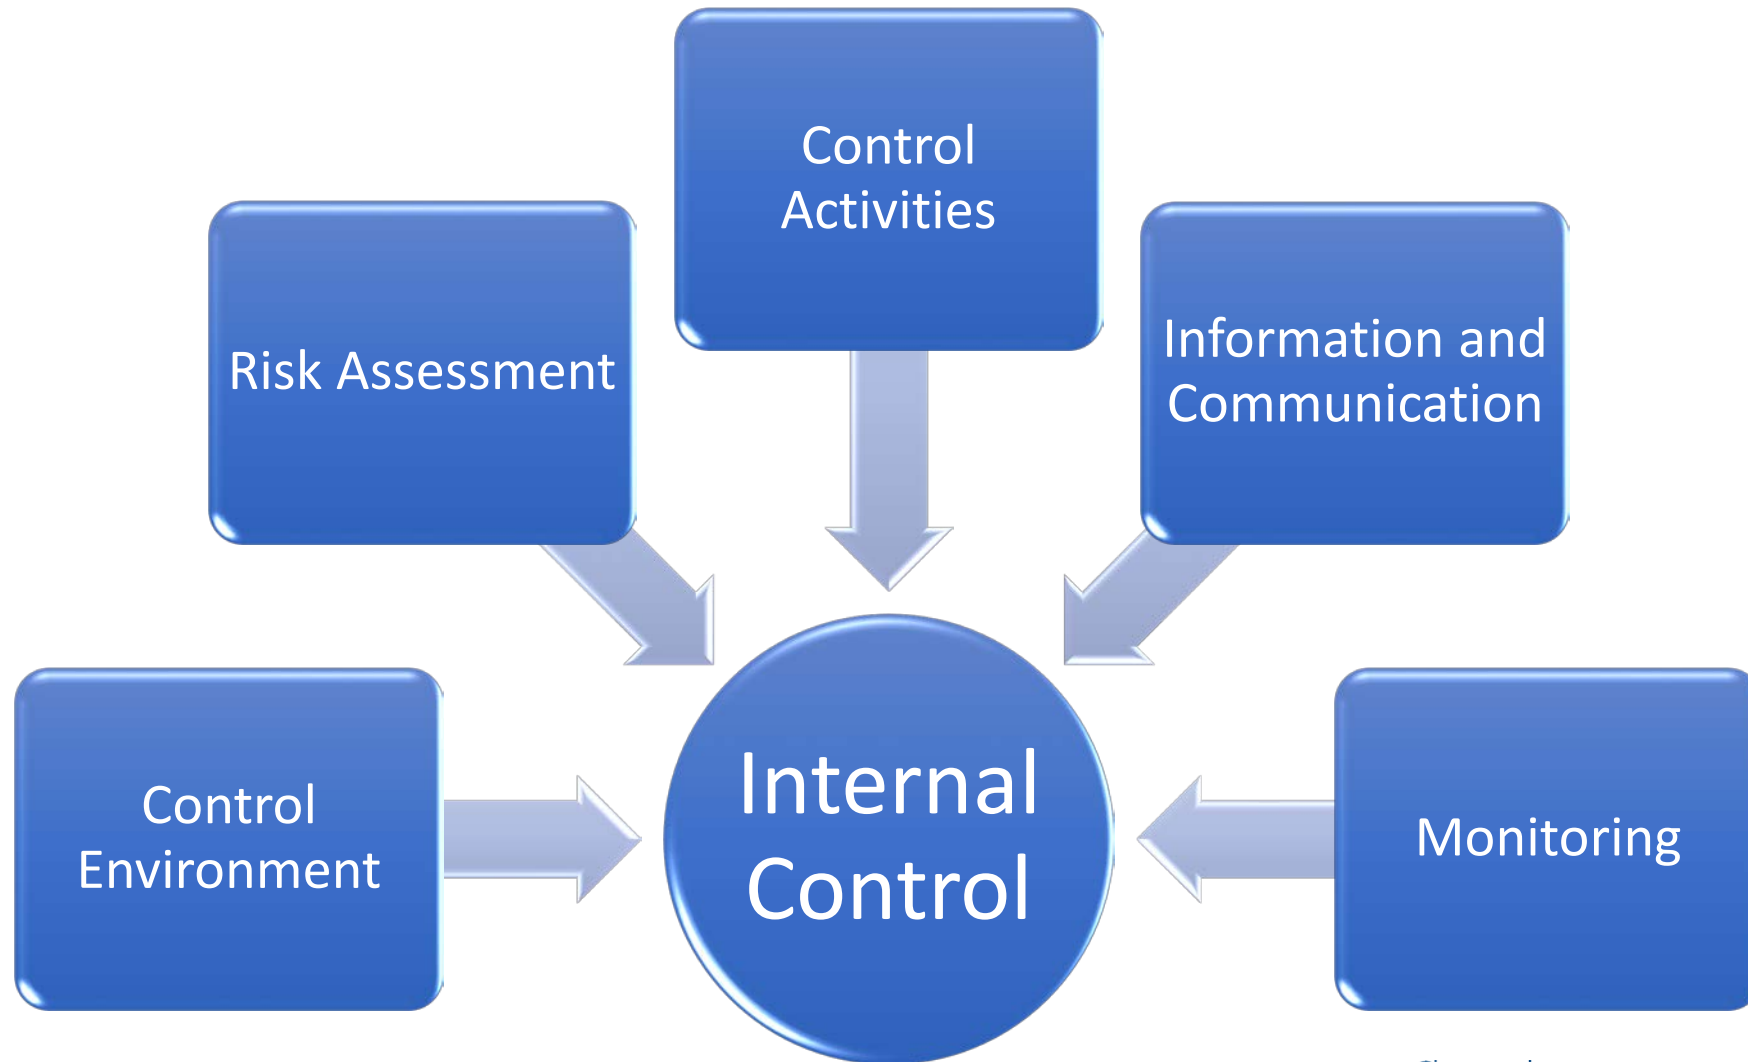 Control
Activities
Risk Assessment
Information and
Communication
Control
Environment
Internal
Control
Monitoring